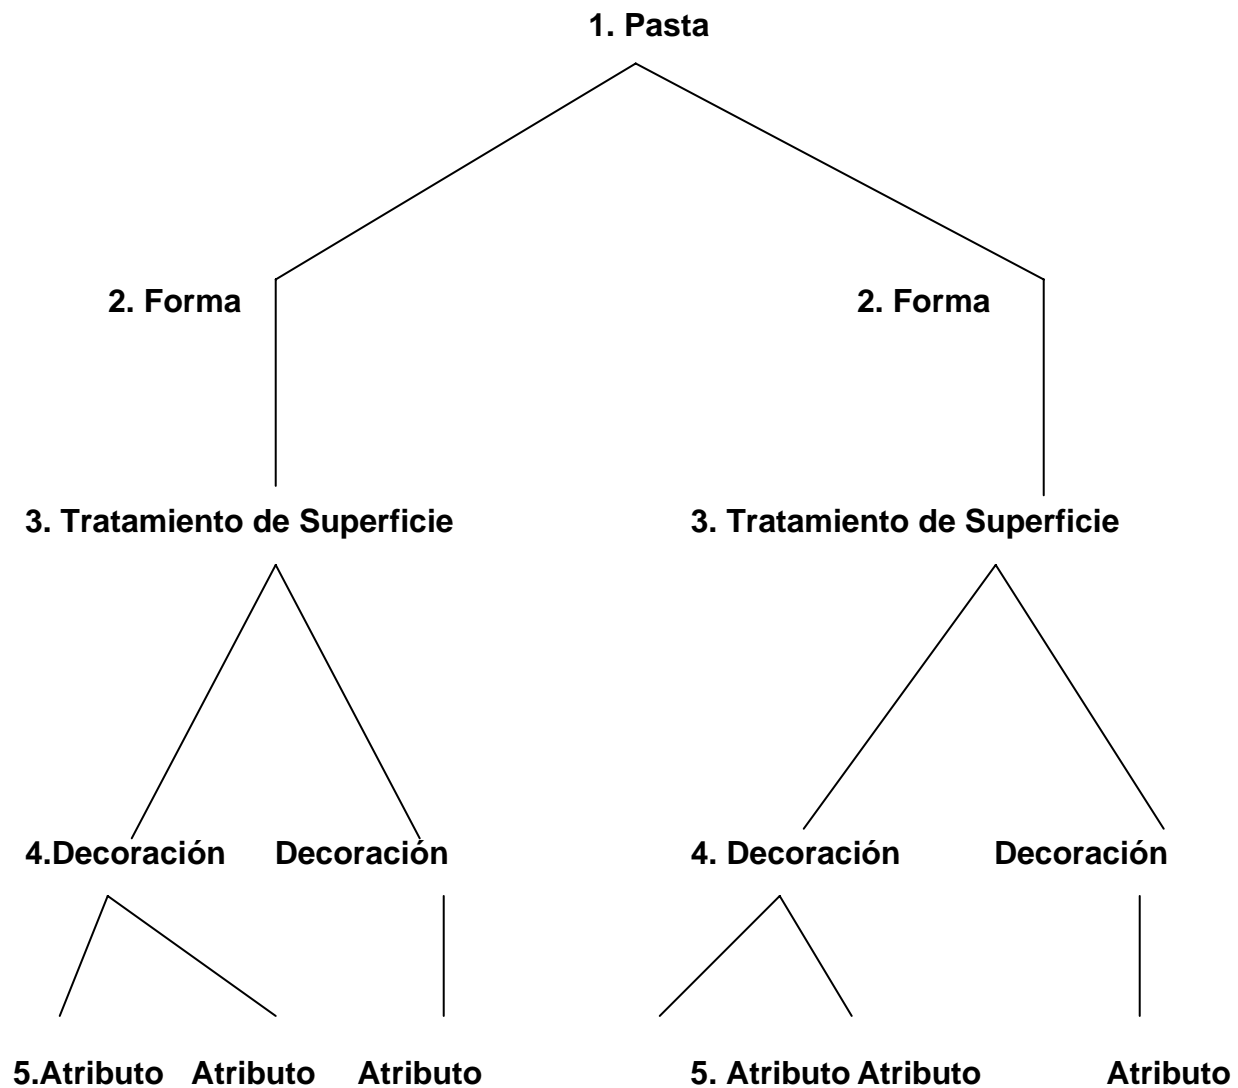 1. Pasta
2. Forma 2. Forma
3. Tratamiento de Superficie 3. Tratamiento de Superficie
4.Decoración Decoración 4. Decoración Decoración
5.Atributo Atributo Atributo 5. Atributo Atributo Atributo